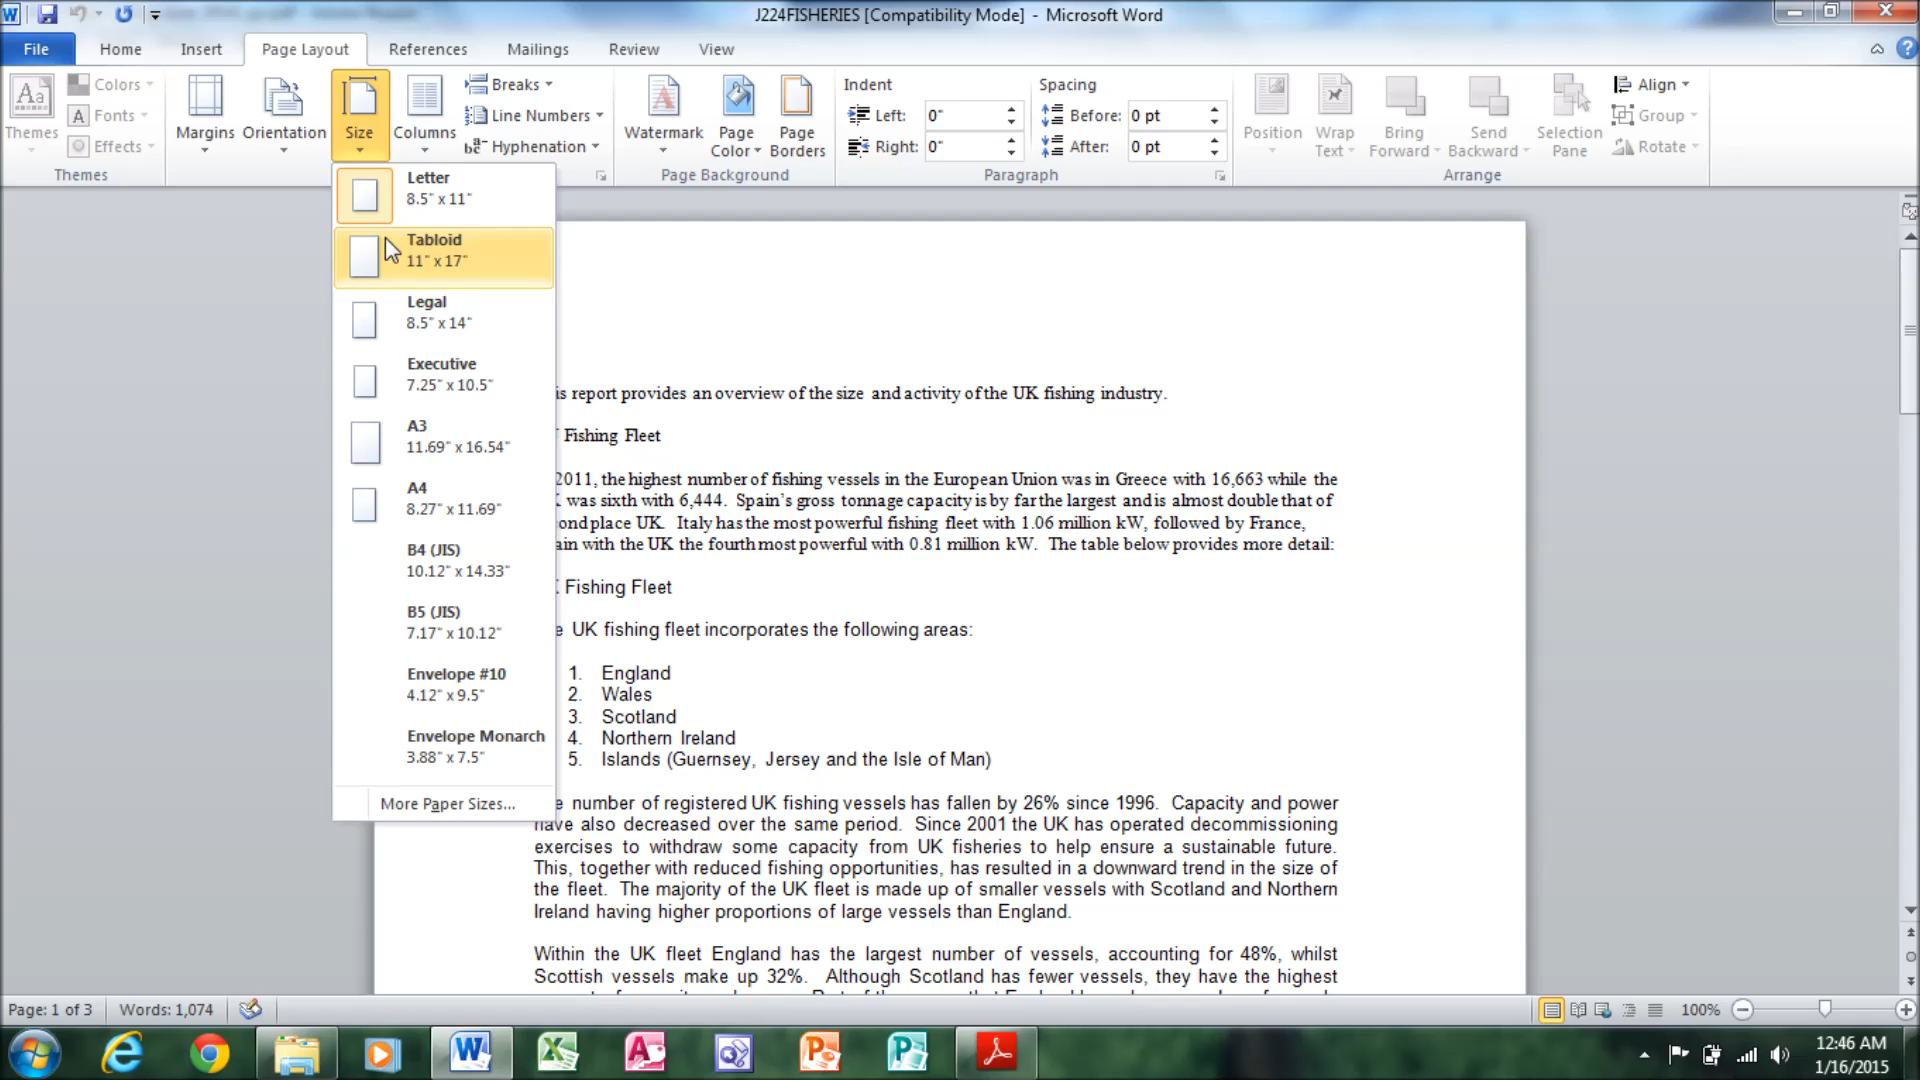 J224FISHERIES [Compatibility Mode] - Microsoft Word
File Home Insert Page Layout References Mailings Review View
Themes
Colors
Fonts
Effects
Themes
Margins
Orientation
Size
Columns
Breaks
Line Numbers
Hyphenation
Watermark
Page Color
Page Borders
Page Background
Indent
Left: 0"
Right: 0"
Spacing
Before: 0 pt
After: 0 pt
Paragraph
Position
Wrap Text
Bring Forward
Send Backward
Selection Pane
Align
Group
Rotate
Arrange
Letter
8.5" x 11"
Tabloid
11" x 17"
Legal
8.5" x 14"
Executive
7.25" x 10.5"
A3
11.69" x 16.54"
A4
8.27" x 11.69"
B4 (JIS)
10.12" x 14.33"
B5 (JIS)
7.17" x 10.12"
Envelope #10
4.12" x 9.5"
Envelope Monarch
3.88" x 7.5"
More Paper Sizes...
is report provides an overview of the size and activity of the UK fishing industry.
Fishing Fleet
2011, the highest number of fishing vessels in the European Union was in Greece with 16,663 while the
was sixth with 6,444. Spain's gross tonnage capacity is by far the largest and is almost double that of
ond place UK. Italy has the most powerful fishing fleet with 1.06 million kW, followed by France,
ain with the UK the fourth most powerful with 0.81 million kW. The table below provides more detail:
Fishing Fleet
e UK fishing fleet incorporates the following areas:
1. England
2. Wales
3. Scotland
4. Northern Ireland
5. Islands (Guernsey, Jersey and the Isle of Man)
e number of registered UK fishing vessels has fallen by 26% since 1996. Capacity and power
have also decreased over the same period. Since 2001 the UK has operated decommissioning
exercises to withdraw some capacity from UK fisheries to help ensure a sustainable future.
This, together with reduced fishing opportunities, has resulted in a downward trend in the size of
the fleet. The majority of the UK fleet is made up of smaller vessels with Scotland and Northern
Ireland having higher proportions of large vessels than England.
Within the UK fleet England has the largest number of vessels, accounting for 48%, whilst
Scottish vessels make up 32%. Although Scotland has fewer vessels, they have the highest
Page: 1 of 3 Words: 1,074 100%
12:46 AM
1/16/2015